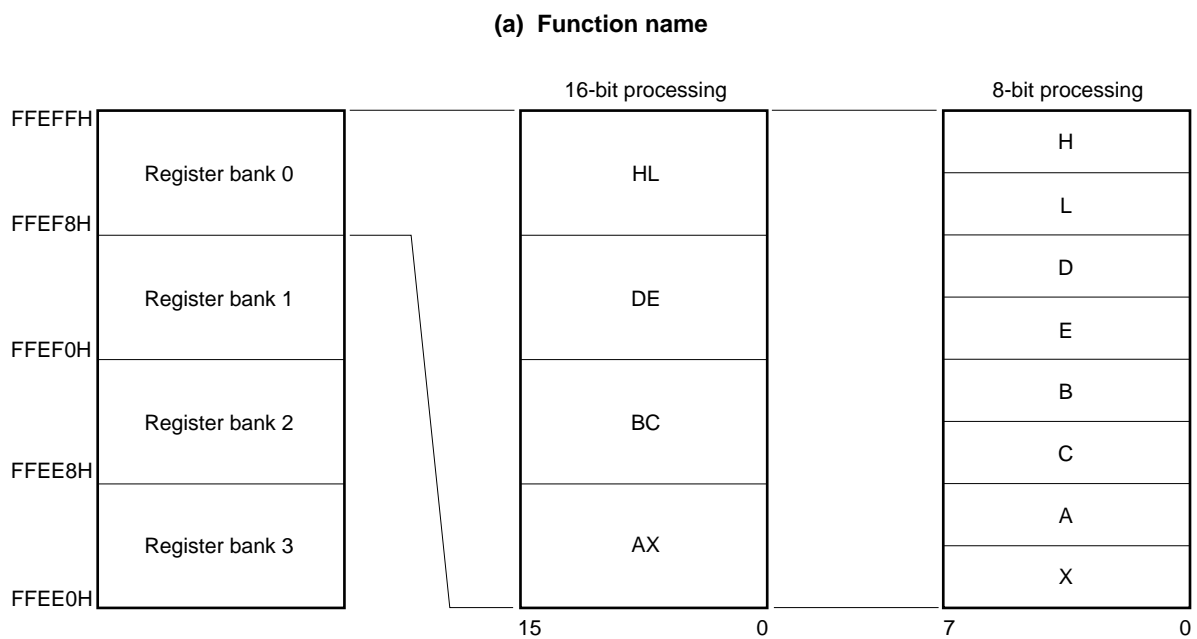 (a) Function name
16-bit processing
8-bit processing
FFEFFH
Register bank 0
HL
H
L
FFEF8H
Register bank 1
DE
D
E
FFEF0H
Register bank 2
BC
B
C
FFEE8H
Register bank 3
AX
A
X
FFEE0H
15
0
7
0